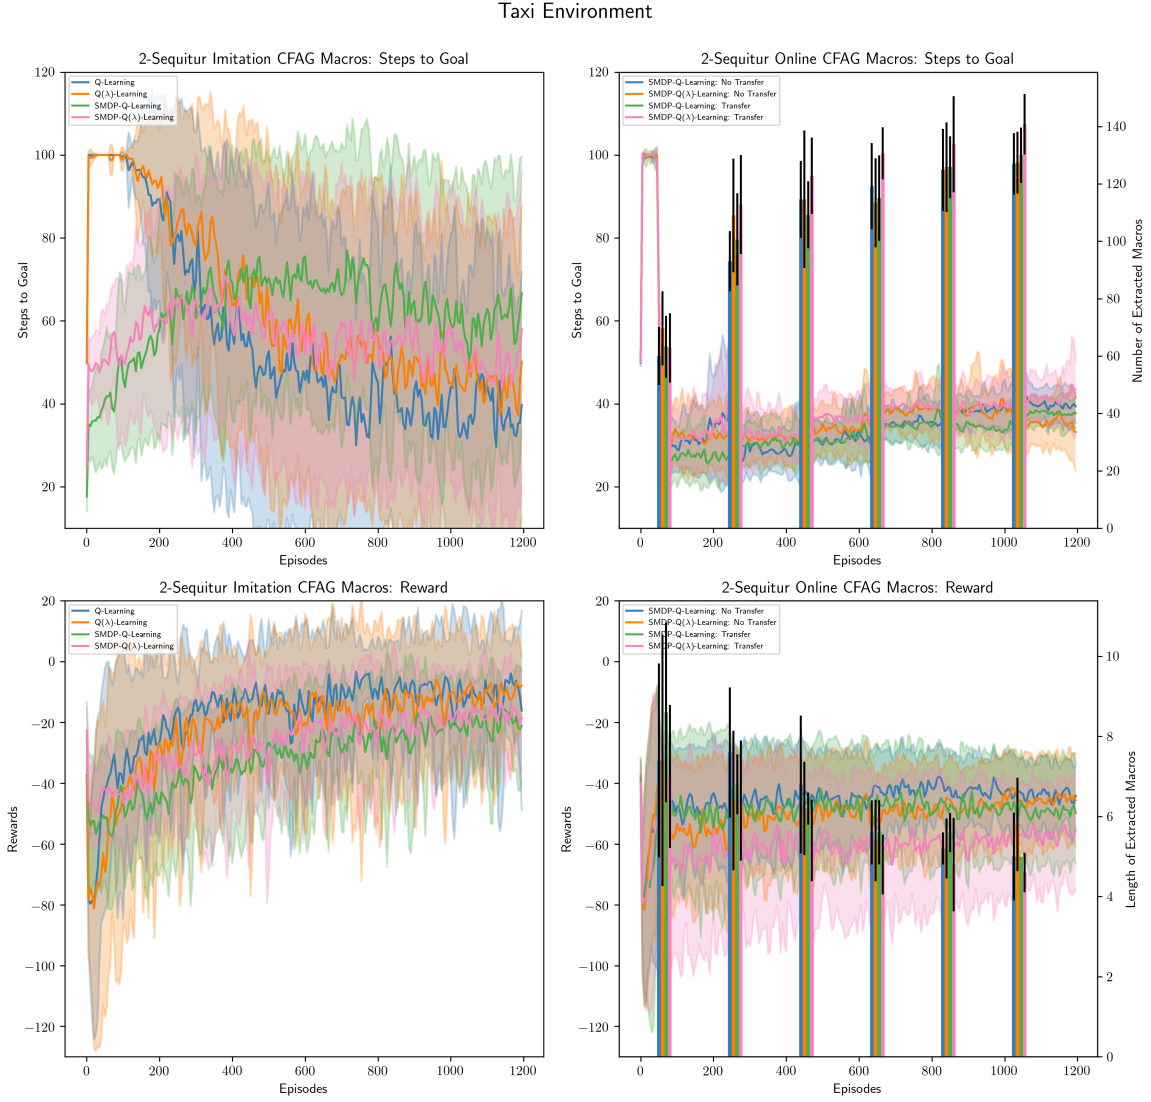 Taxi Environment
2-Sequitur Imitation CFAG Macros: Steps to Goal
Q-Learning
Q(λ)-Learning
SMDP-Q-Learning
SMDP-Q(λ)-Learning
120
100
80
60
40
20
Steps to Goal
0
200
400
600
800
1000
1200
Episodes
2-Sequitur Online CFAG Macros: Steps to Goal
SMDP-Q-Learning: No Transfer
SMDP-Q(λ)-Learning: No Transfer
SMDP-Q-Learning: Transfer
SMDP-Q(λ)-Learning: Transfer
120
100
80
60
40
20
Steps to Goal
140
120
100
80
60
40
20
0
Number of Extracted Macros
0
200
400
600
800
1000
1200
Episodes
2-Sequitur Imitation CFAG Macros: Reward
Q-Learning
Q(λ)-Learning
SMDP-Q-Learning
SMDP-Q(λ)-Learning
20
0
−20
−40
−60
−80
−100
−120
Rewards
0
200
400
600
800
1000
1200
Episodes
2-Sequitur Online CFAG Macros: Reward
SMDP-Q-Learning: No Transfer
SMDP-Q(λ)-Learning: No Transfer
SMDP-Q-Learning: Transfer
SMDP-Q(λ)-Learning: Transfer
20
0
−20
−40
−60
−80
−100
−120
Rewards
10
8
6
4
2
0
Length of Extracted Macros
0
200
400
600
800
1000
1200
Episodes